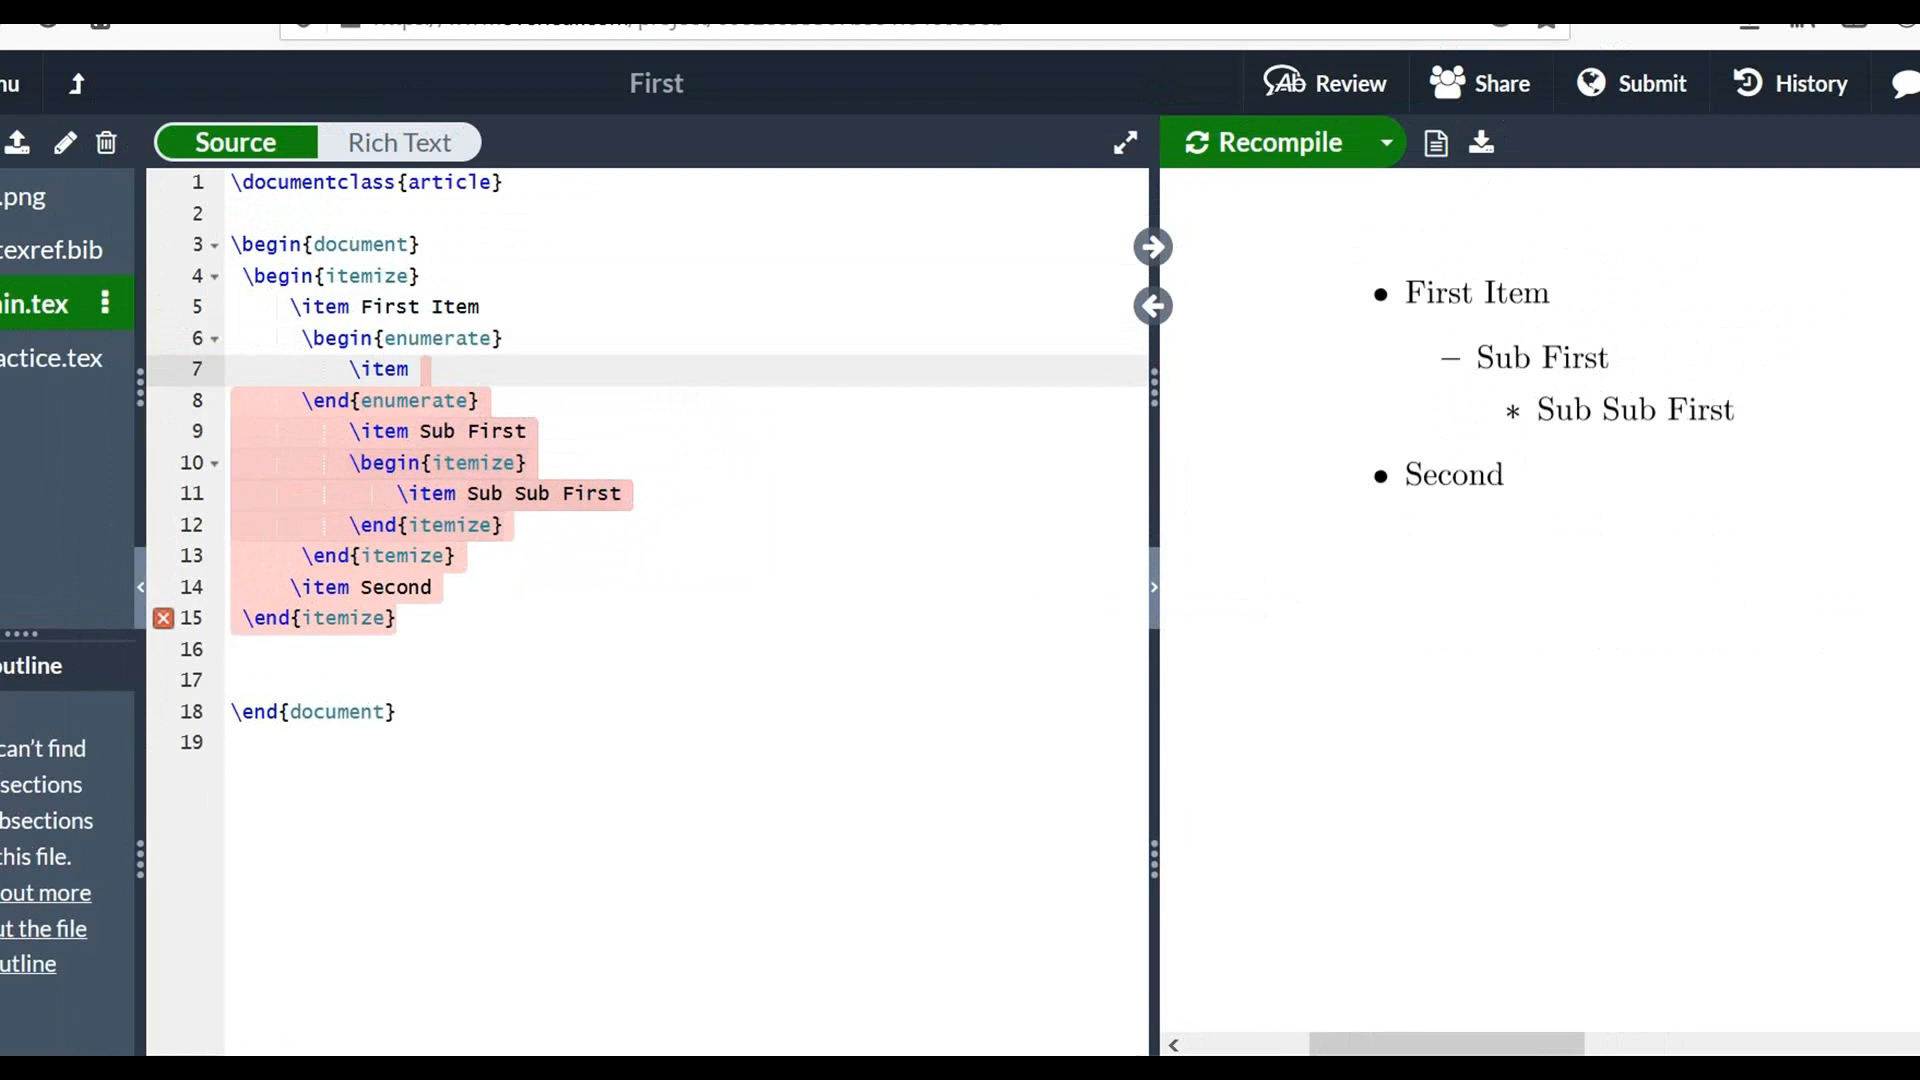 nu
First
Review
Share
Submit
History
Source
Rich Text
Recompile
.png
texref.bib
in.tex
actice.tex
1 \documentclass{article}
2
3 \begin{document}
4 \begin{itemize}
5 \item First Item
6 \begin{enumerate}
7 \item
8 \end{enumerate}
9 \item Sub First
10 \begin{itemize}
11 \item Sub Sub First
12 \end{itemize}
13 \end{itemize}
14 \item Second
15 \end{itemize}
16
17
18 \end{document}
19
outline
can't find
sections
bsections
this file.
out more
ut the file
utline
• First Item
– Sub First
∗ Sub Sub First
• Second